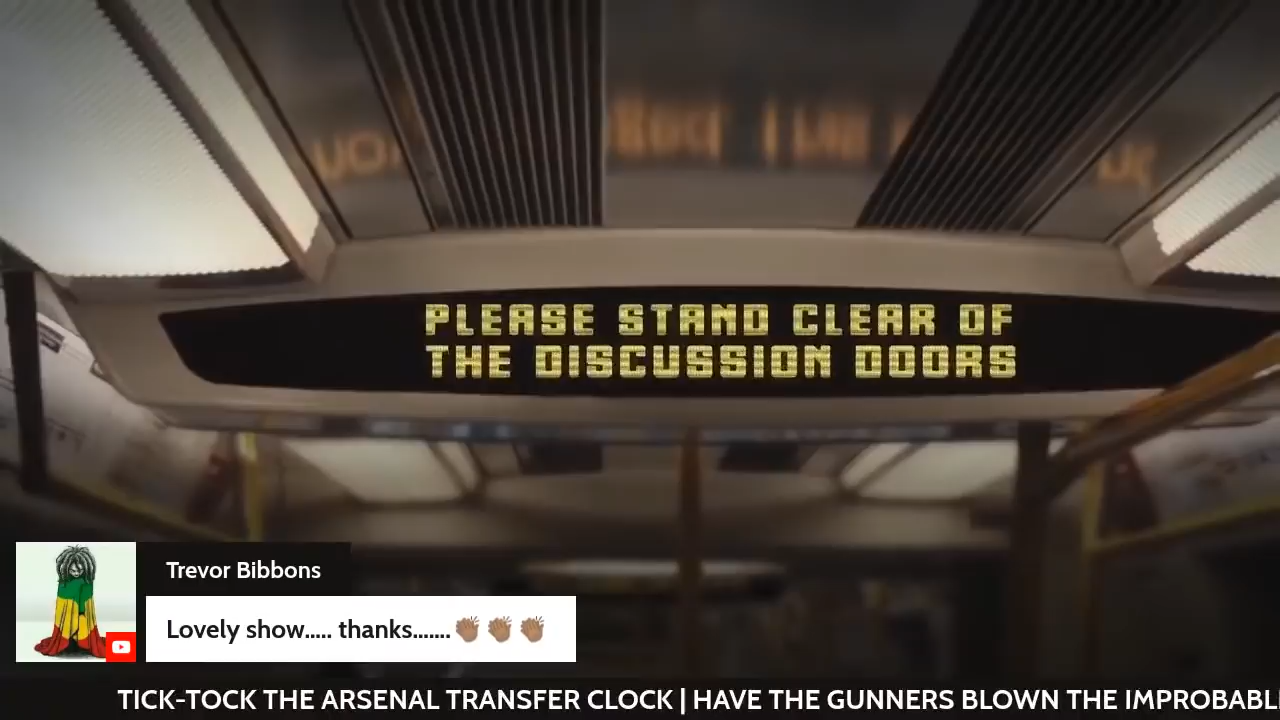 PLEASE STAND CLEAR OF
THE DISCUSSION DOORS
Trevor Bibbons
Lovely show..... thanks.......👏🏽👏🏽👏🏽
TICK-TOCK THE ARSENAL TRANSFER CLOCK | HAVE THE GUNNERS BLOWN THE